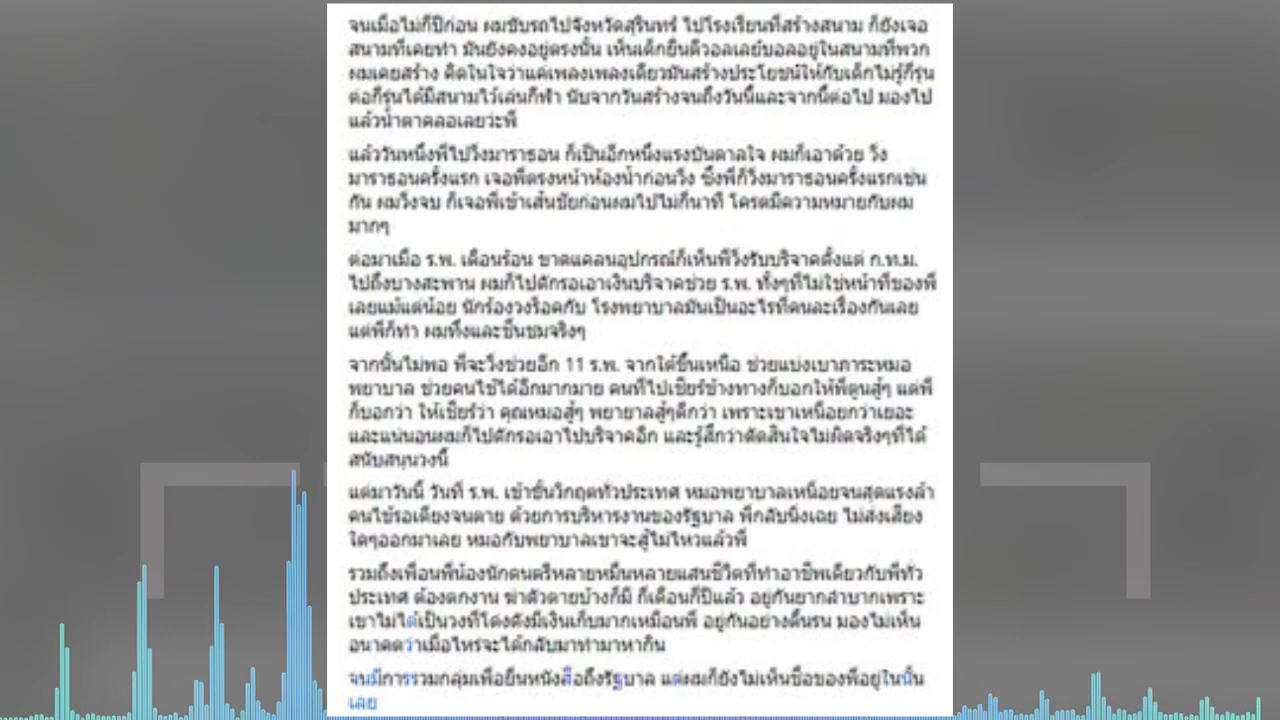 จนเมื่อไม่กี่ปีก่อน ผมขับรถไปจังหวัดสุรินทร์ ไปโรงเรียนที่สร้างสนาม ก็ยังเจอ
สนามที่เคยทำ มันยังคงอยู่ตรงนั้น เห็นเด็กยืนตีวอลเลย์บอลอยู่ในสนามที่พวก
ผมเคยสร้าง คิดในใจว่าแค่เพลงเพลงเดียวมันสร้างประโยชน์ให้กับเด็กไม่รู้กี่รุ่น
ต่อกี่รุ่นได้มีสนามไว้เล่นกีฬา นับจากวันสร้างจนถึงวันนี้และจากนี้ต่อไป มองไป
แล้วน้ำตาคลอเลยว่ะพี่
แล้ววันหนึ่งพี่ไปวิ่งมาราธอน ก็เป็นอีกหนึ่งแรงบันดาลใจ ผมก็เอาด้วย วิ่ง
มาราธอนครั้งแรก เจอพี่ตรงหน้าห้องน้ำก่อนวิ่ง ซึ่งพี่ก็วิ่งมาราธอนครั้งแรกเช่น
กัน ผมวิ่งจบ ก็เจอพี่เข้าเส้นชัยก่อนผมไปไม่กี่นาที โคตรมีความหมายกับผม
มากๆ
ต่อมาเมื่อ ร.พ. เดือนร้อน ขาดแคลนอุปกรณ์ก็เห็นพี่วิ่งรับบริจาคตั้งแต่ ก.ท.ม.
ไปถึงบางสะพาน ผมก็ไปดักรอเอาเงินบริจาคช่วย ร.พ. ทั้งๆที่ไม่ใช่หน้าที่ของพี่
เลยแม้แต่น้อย นักร้องวงร็อคกับ โรงพยาบาลมันเป็นอะไรที่คนละเรื่องกันเลย
แต่พี่ก็ทำ ผมทึ่งและชื่นชมจริงๆ
จากนั้นไม่พอ พี่จะวิ่งช่วยอีก 11 ร.พ. จากใต้ขึ้นเหนือ ช่วยแบ่งเบาภาระหมอ
พยาบาล ช่วยคนไข้ได้อีกมากมาย คนที่ไปเชียร์ข้างทางก็บอกให้พี่ตูนสู้ๆ แต่พี่
ก็บอกว่า ให้เชียร์ว่า คุณหมอสู้ๆ พยาบาลสู้ๆดีกว่า เพราะเขาเหนื่อยกว่าเยอะ
และแน่นอนผมก็ไปดักรอเอาไปบริจาคอีก และรู้สึกว่าตัดสินใจไม่ผิดจริงๆที่ได้
สนับสนุนวงนี้
แต่มาวันนี้ วันที่ ร.พ. เข้าขั้นวิกฤตทั่วประเทศ หมอพยาบาลเหนื่อยจนสุดแรงล้า
คนไข้รอเตียงจนตาย ด้วยการบริหารงานของรัฐบาล พี่กลับนิ่งเฉย ไม่ส่งเสียง
ใดๆออกมาเลย หมอกับพยาบาลเขาจะสู้ไม่ไหวแล้วพี่
รวมถึงเพื่อนพี่น้องนักดนตรีหลายหมื่นหลายแสนชีวิตที่ทำอาชีพเดียวกับพี่ทั่ว
ประเทศ ต้องตกงาน ฆ่าตัวตายบ้างก็มี กี่เดือนกี่ปีแล้ว อยู่กันยากลำบากเพราะ
เขาไม่ได้เป็นวงที่โด่งดังมีเงินเก็บมากเหมือนพี่ อยู่กันอย่างดิ้นรน มองไม่เห็น
อนาคตว่าเมื่อไหร่จะได้กลับมาทำมาหากิน
จนมีการรวมกลุ่มเพื่อยื่นหนังสือถึงรัฐบาล แต่ผมก็ยังไม่เห็นชื่อของพี่อยู่ในนั้น
เลย